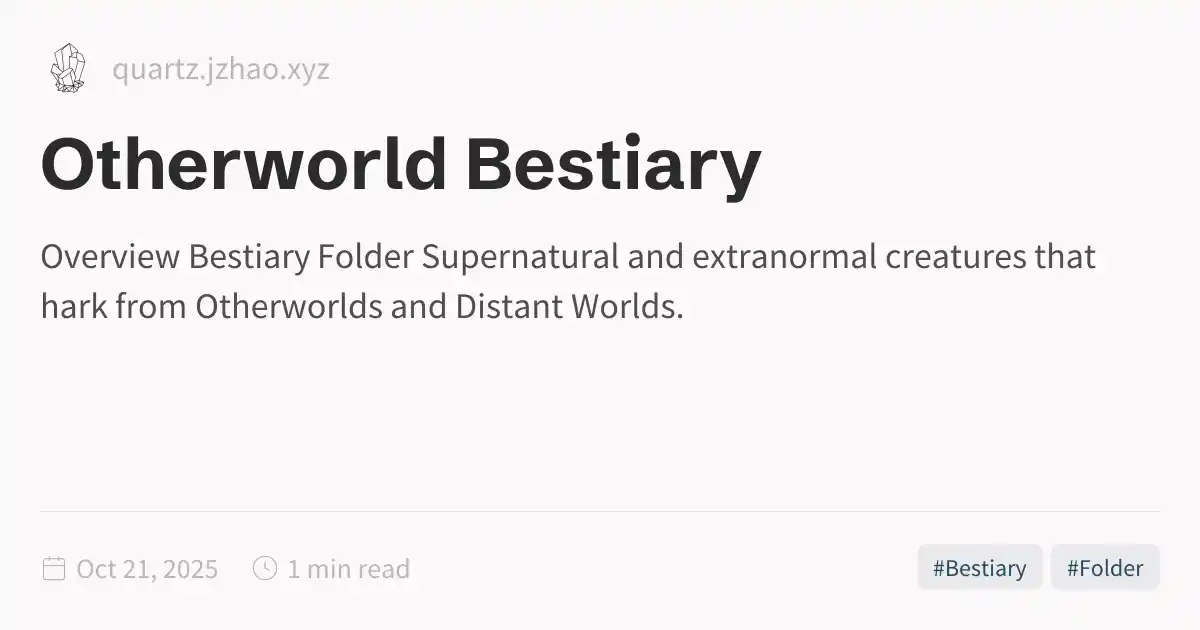 quartz.jzhao.xyz
Otherworld Bestiary
Overview Bestiary Folder Supernatural and extranormal creatures that
hark from Otherworlds and Distant Worlds.
Oct 21, 2025
1 min read
#Bestiary
#Folder